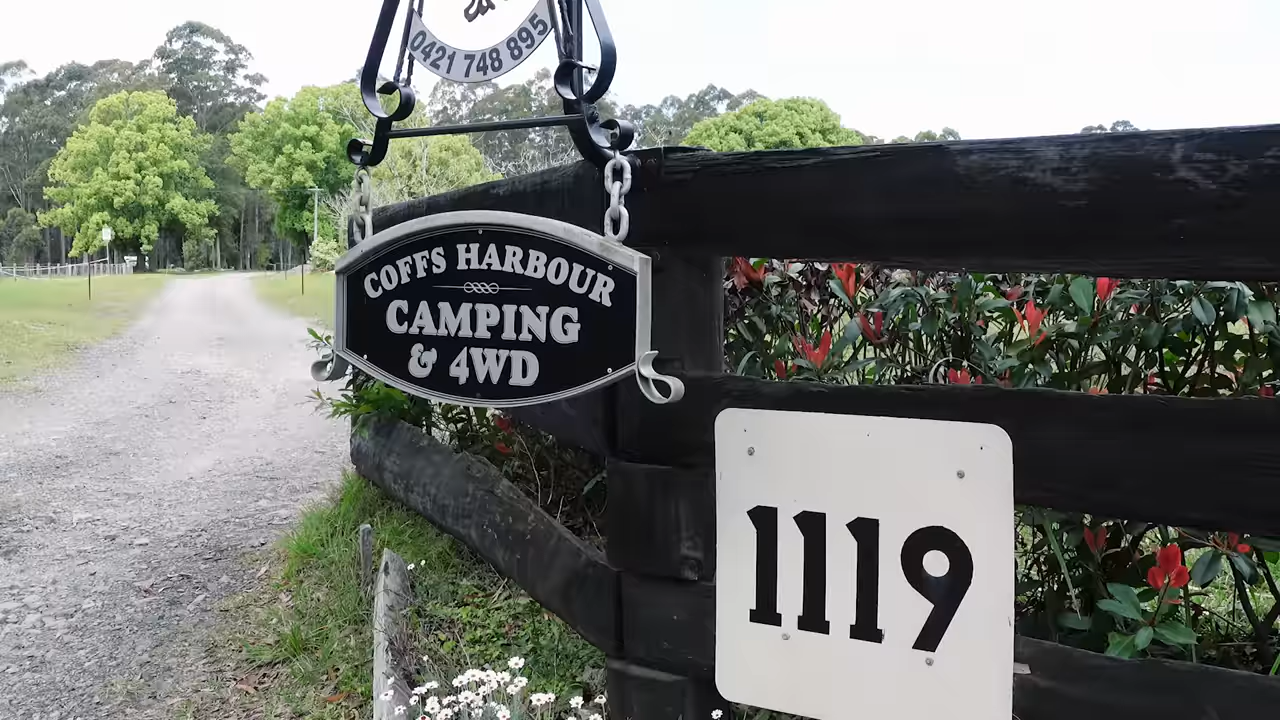 0421 748 895
COFFS HARBOUR
CAMPING
& 4WD
1119